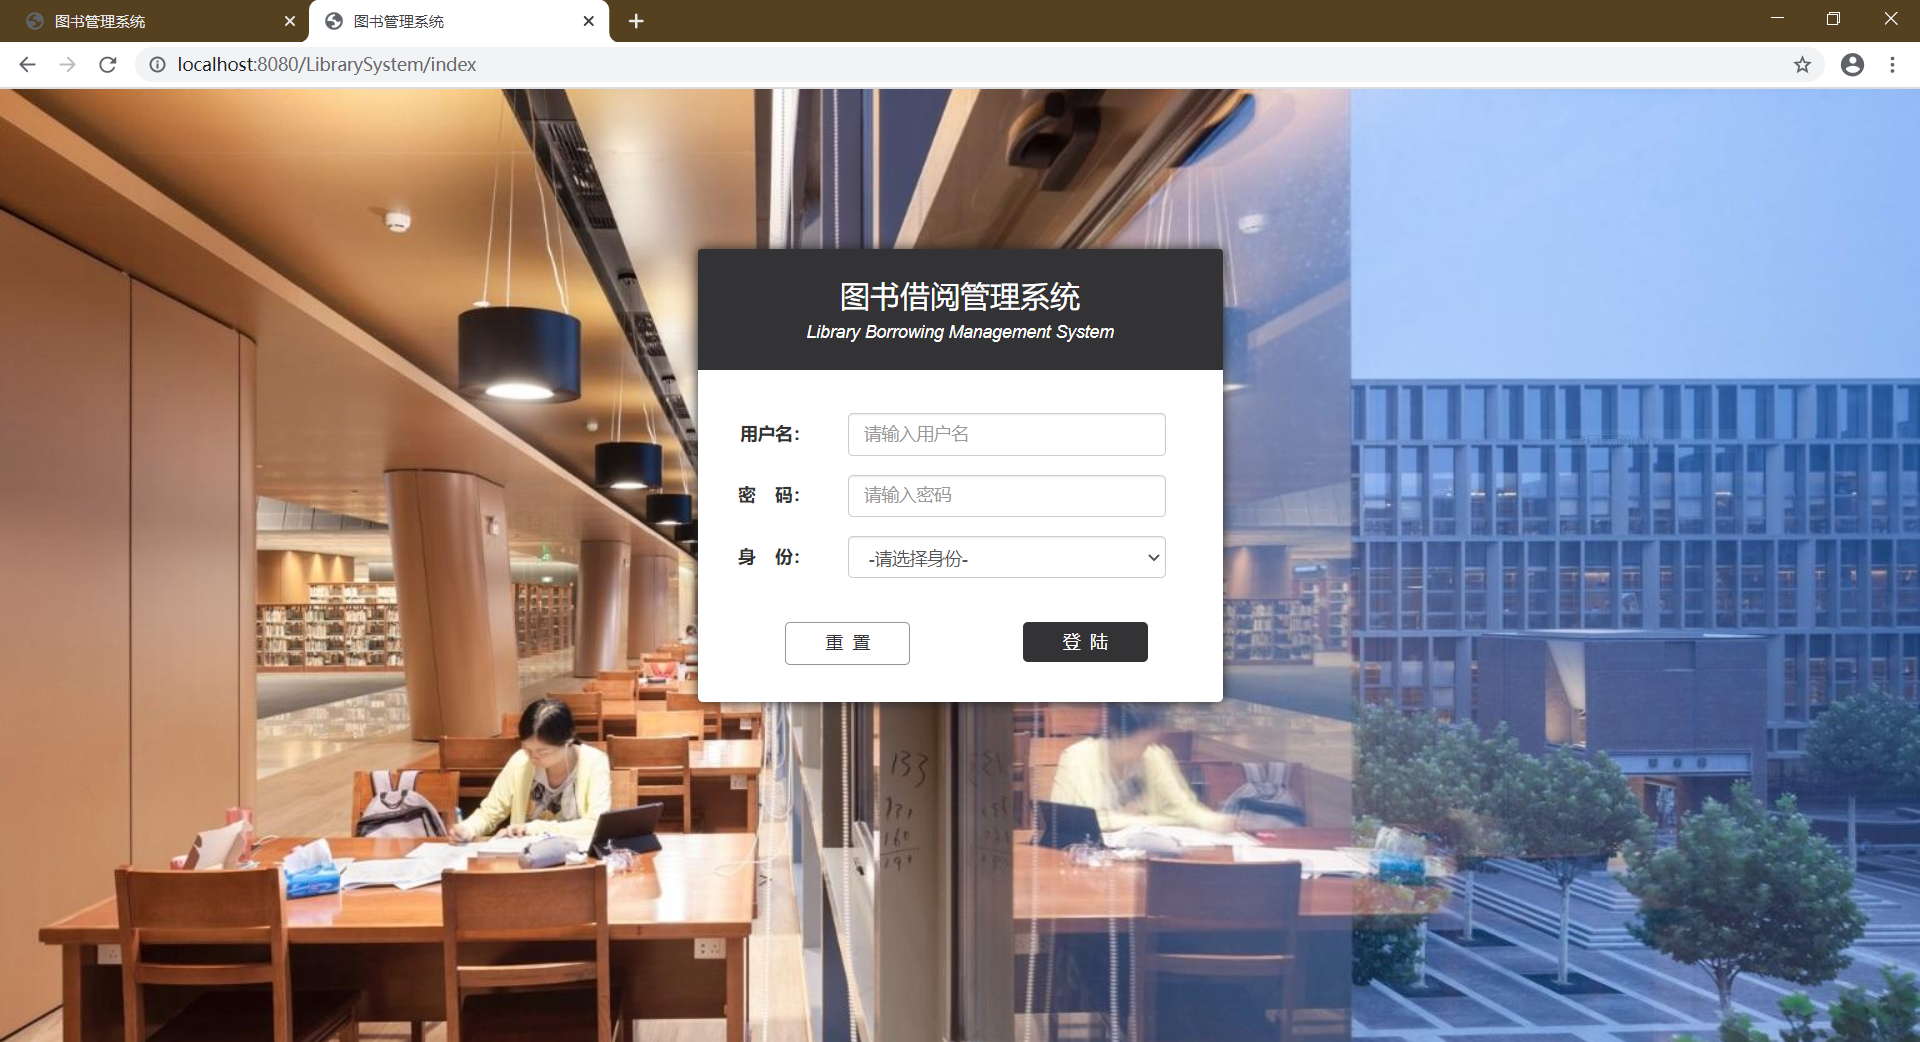 图书管理系统
图书管理系统
localhost:8080/LibrarySystem/index
图书借阅管理系统
Library Borrowing Management System
用户名：
请输入用户名
密 码：
请输入密码
身 份：
-请选择身份-
重 置
登 陆
133